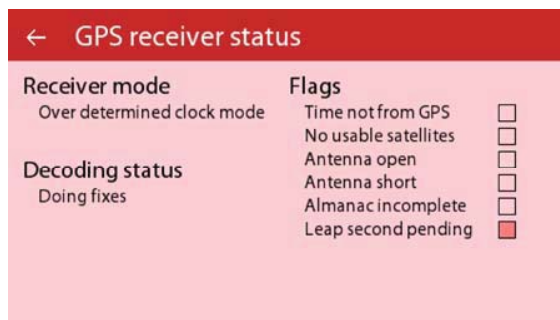 ← GPS receiver status
Receiver mode
Over determined clock mode
Decoding status
Doing fixes
Flags
Time not from GPS
No usable satellites
Antenna open
Antenna short
Almanac incomplete
Leap second pending